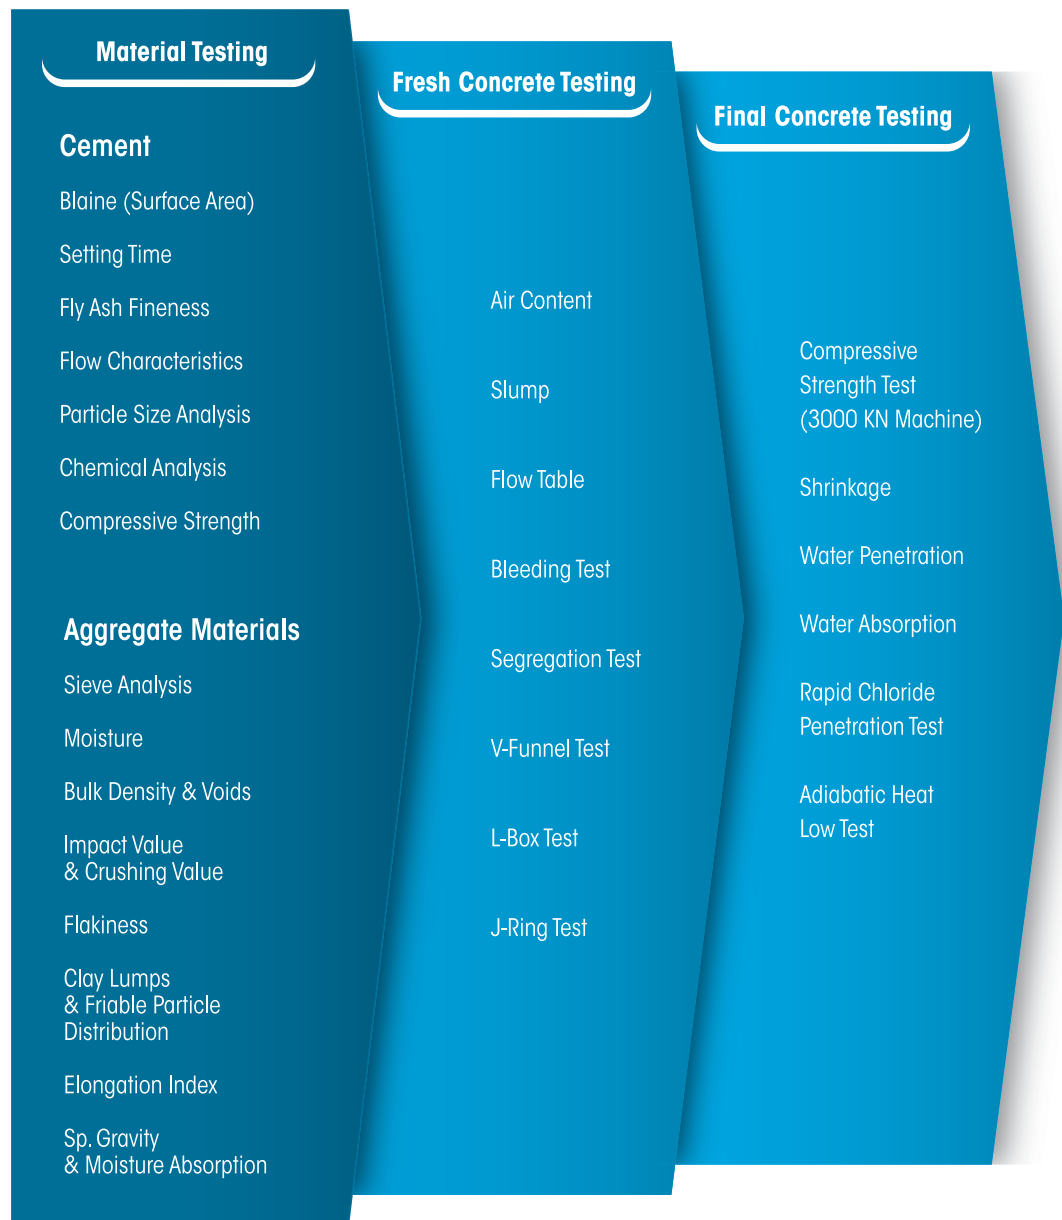 Material Testing
Cement
Blaine (Surface Area)
Setting Time
Fly Ash Fineness
Flow Characteristics
Particle Size Analysis
Chemical Analysis
Compressive Strength
Aggregate Materials
Sieve Analysis
Moisture
Bulk Density & Voids
Impact Value
& Crushing Value
Flakiness
Clay Lumps
& Friable Particle
Distribution
Elongation Index
Sp. Gravity
& Moisture Absorption
Fresh Concrete Testing
Air Content
Slump
Flow Table
Bleeding Test
Segregation Test
V-Funnel Test
L-Box Test
J-Ring Test
Final Concrete Testing
Compressive
Strength Test
(3000 KN Machine)
Shrinkage
Water Penetration
Water Absorption
Rapid Chloride
Penetration Test
Adiabatic Heat
Low Test